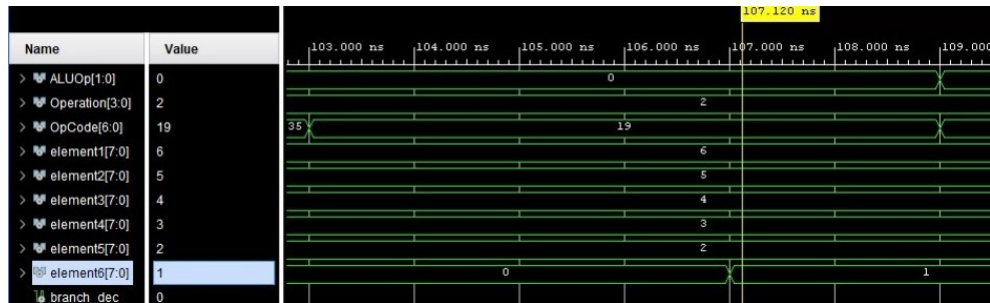 107.120 ns
Name Value 103.000 ns 104.000 ns 105.000 ns 106.000 ns 107.000 ns 108.000 ns 109.000
ALUOp[1:0] 0 0
Operation[3:0] 2 2
OpCode[6:0] 19 35 19
element1[7:0] 6 6
element2[7:0] 5 5
element3[7:0] 4 4
element4[7:0] 3 3
element5[7:0] 2 2
element6[7:0] 1 0 1
branch_dec 0